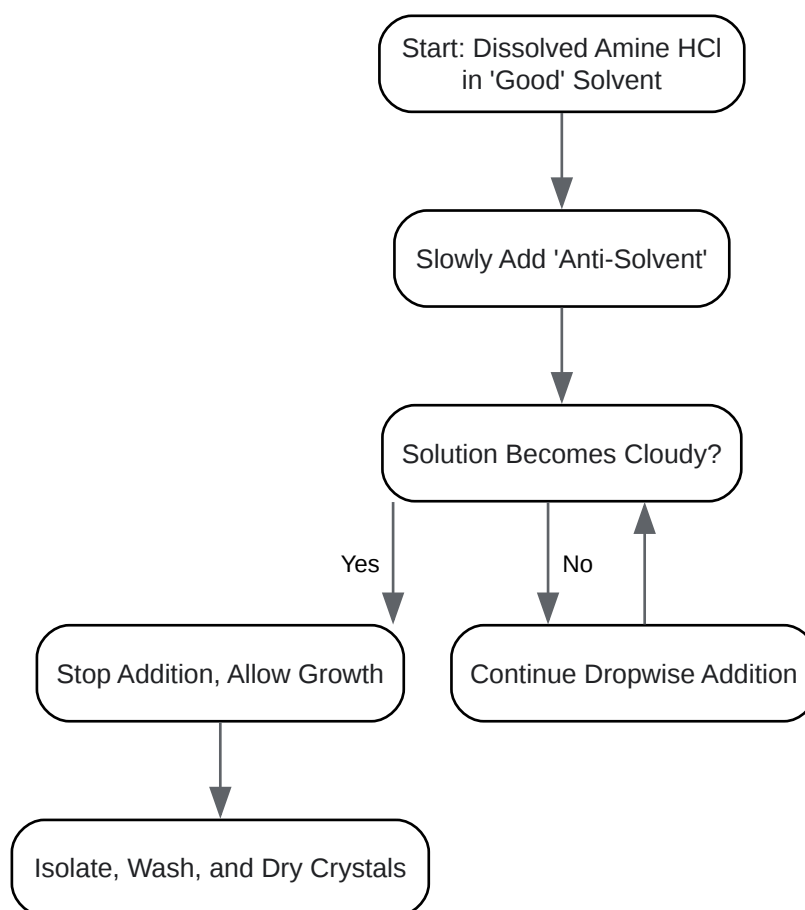 Start: Dissolved Amine HCl
in 'Good' Solvent
Slowly Add 'Anti-Solvent'
Solution Becomes Cloudy?
Yes
No
Stop Addition, Allow Growth
Continue Dropwise Addition
Isolate, Wash, and Dry Crystals